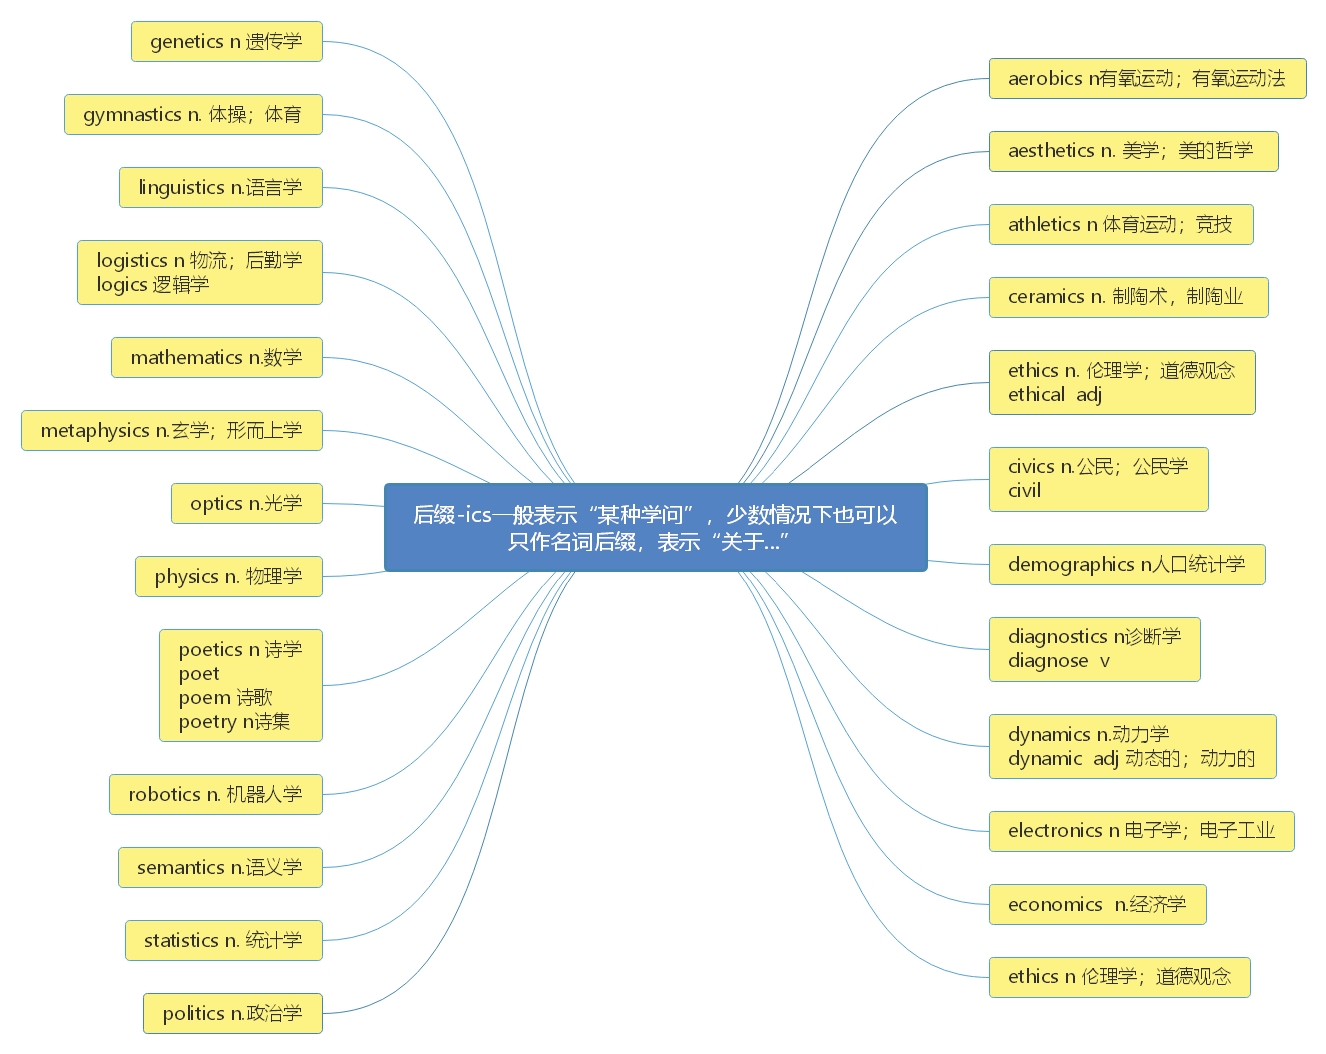 后缀-ics一般表示“某种学问”，少数情况下也可以
只作名词后缀，表示“关于...”
aerobics n有氧运动；有氧运动法
aesthetics n. 美学；美的哲学
athletics n 体育运动；竞技
ceramics n. 制陶术，制陶业
ethics n. 伦理学；道德观念
ethical  adj
civics n.公民；公民学
civil
demographics n人口统计学
diagnostics n诊断学
diagnose  v
dynamics n.动力学
dynamic  adj 动态的；动力的
electronics n 电子学；电子工业
economics  n.经济学
ethics n 伦理学；道德观念
genetics n 遗传学
gymnastics n. 体操；体育
linguistics n.语言学
logistics n 物流；后勤学
logics 逻辑学
mathematics n.数学
metaphysics n.玄学；形而上学
optics n.光学
physics n. 物理学
poetics n 诗学
poet
poem 诗歌
poetry n诗集
robotics n. 机器人学
semantics n.语义学
statistics n. 统计学
politics n.政治学